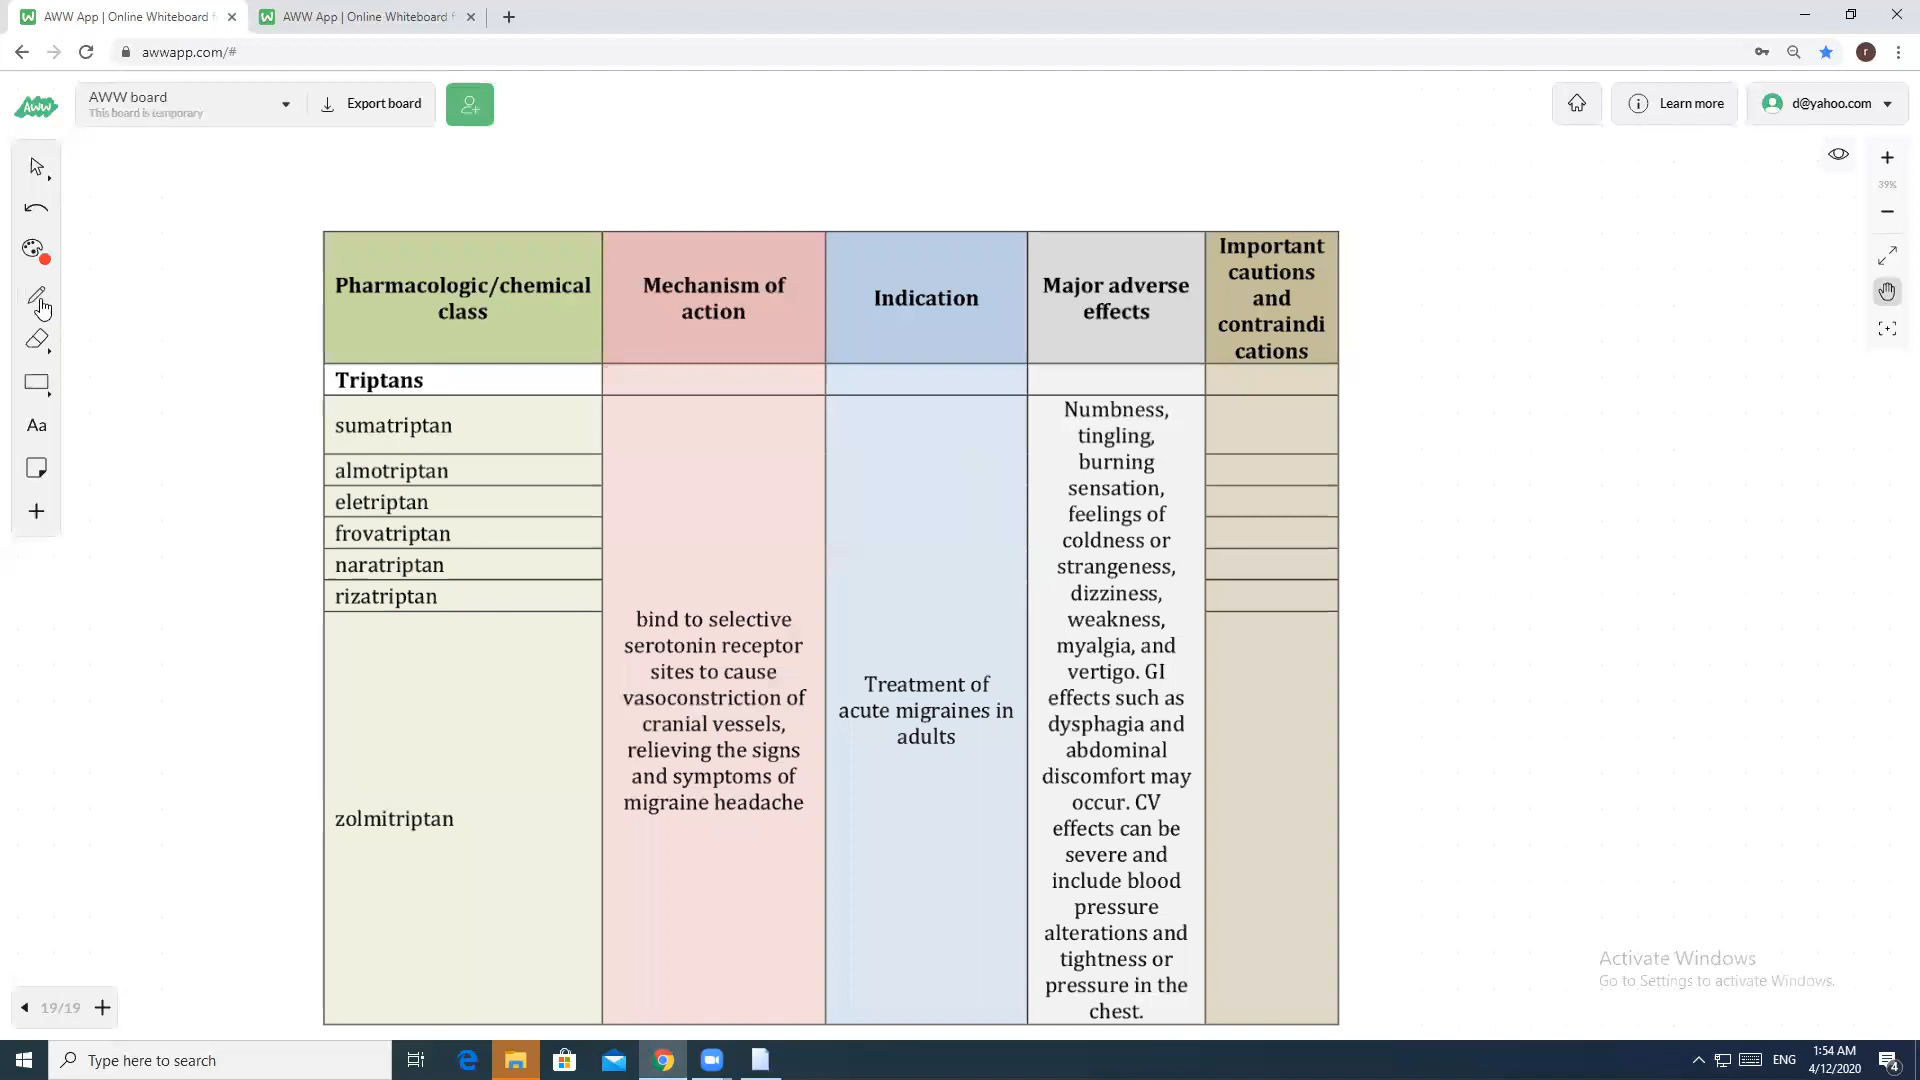 AWW App | Online Whiteboard f
AWW App | Online Whiteboard f
awwapp.com/#
r
AWW
AWW board
This board is temporary
Export board
Learn more
d@yahoo.com
39%
Aa
Pharmacologic/chemical
class
Mechanism of
action
Indication
Major adverse
effects
Important
cautions
and
contraindi
cations
Triptans
sumatriptan
almotriptan
eletriptan
frovatriptan
naratriptan
rizatriptan
zolmitriptan
bind to selective
serotonin receptor
sites to cause
vasoconstriction of
cranial vessels,
relieving the signs
and symptoms of
migraine headache
Treatment of
acute migraines in
adults
Numbness,
tingling,
burning
sensation,
feelings of
coldness or
strangeness,
dizziness,
weakness,
myalgia, and
vertigo. GI
effects such as
dysphagia and
abdominal
discomfort may
occur. CV
effects can be
severe and
include blood
pressure
alterations and
tightness or
pressure in the
chest.
Activate Windows
Go to Settings to activate Windows.
19/19
Type here to search
ENG
1:54 AM
4/12/2020
4